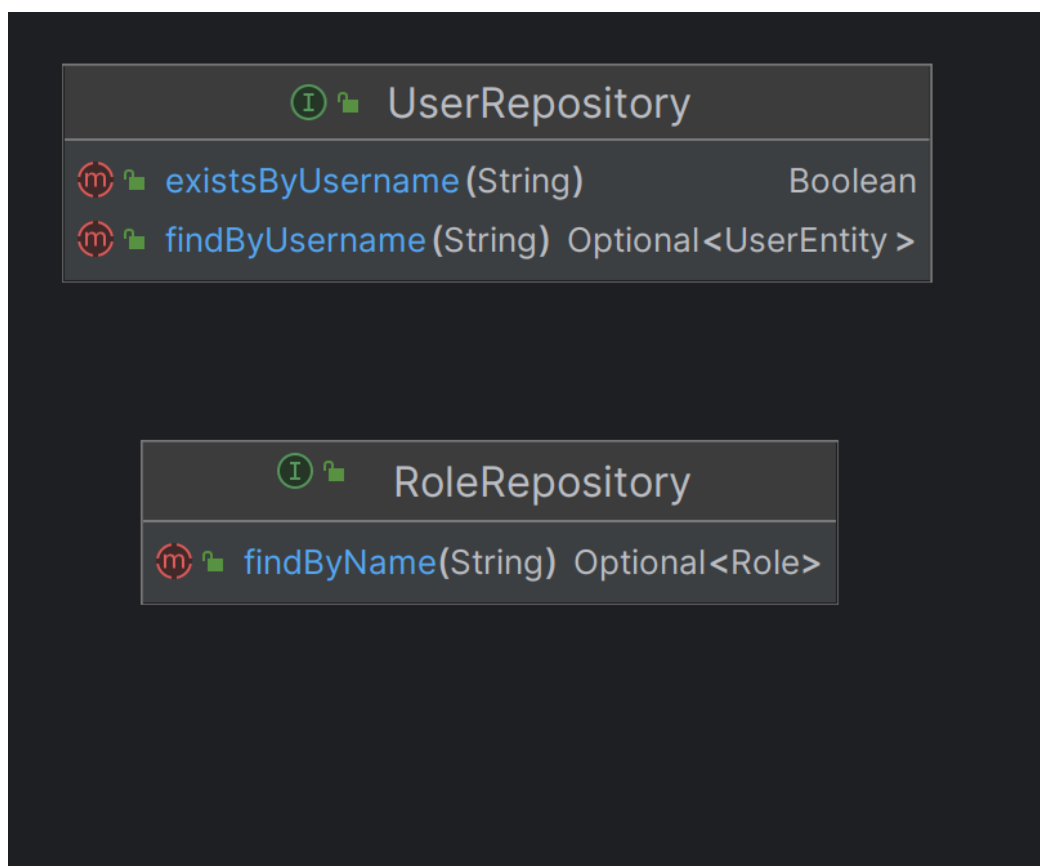 UserRepository
existsByUsername(String) Boolean
findByUsername(String) Optional<UserEntity >
RoleRepository
findByName(String) Optional<Role>